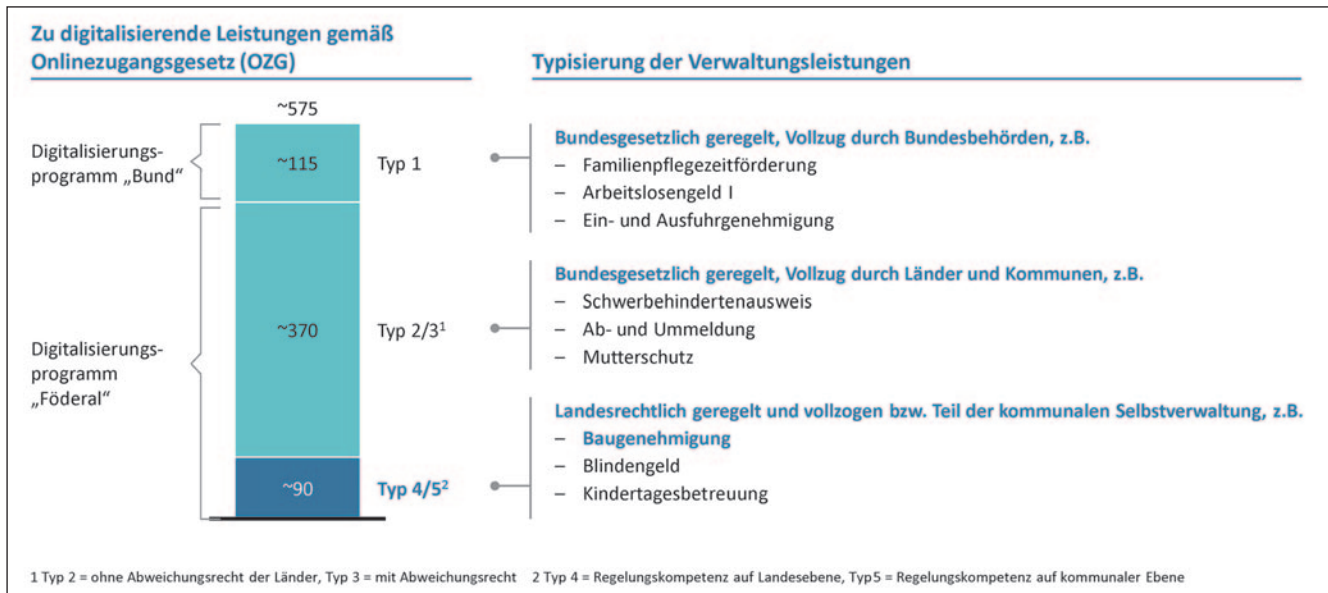 Zu digitalisierende Leistungen gemäß
Onlinezugangsgesetz (OZG)
~575
Digitalisierungs-
programm „Bund“
~115
Typ 1
Digitalisierungs-
programm
„Föderal“
~370
Typ 2/3¹
~90
Typ 4/5²
Typisierung der Verwaltungsleistungen
Bundesgesetzlich geregelt, Vollzug durch Bundesbehörden, z.B.
– Familienpflegezeitförderung
– Arbeitslosengeld I
– Ein- und Ausfuhrgenehmigung
Bundesgesetzlich geregelt, Vollzug durch Länder und Kommunen, z.B.
– Schwerbehindertenausweis
– Ab- und Ummeldung
– Mutterschutz
Landesrechtlich geregelt und vollzogen bzw. Teil der kommunalen Selbstverwaltung, z.B.
– Baugenehmigung
– Blindengeld
– Kindertagesbetreuung
1 Typ 2 = ohne Abweichungsrecht der Länder, Typ 3 = mit Abweichungsrecht 2 Typ 4 = Regelungskompetenz auf Landesebene, Typ5 = Regelungskompetenz auf kommunaler Ebene